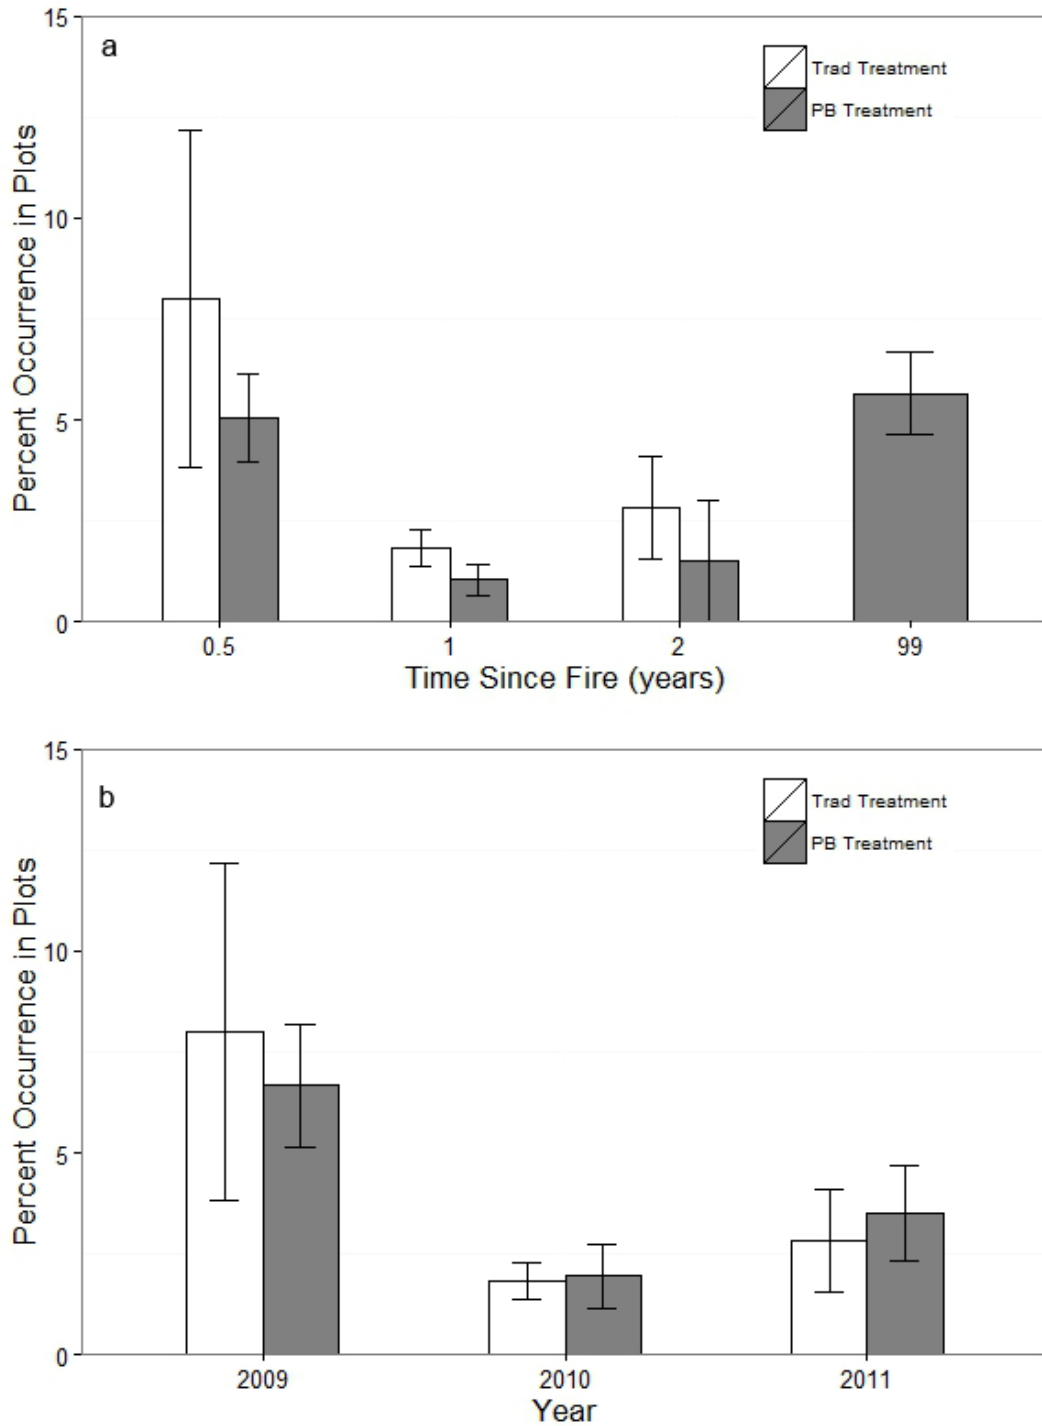 15
a
Trad Treatment
PB Treatment
Percent Occurrence in Plots
10
5
0
0.5 1 2 99
Time Since Fire (years)
15
b
Trad Treatment
PB Treatment
Percent Occurrence in Plots
10
5
0
2009 2010 2011
Year